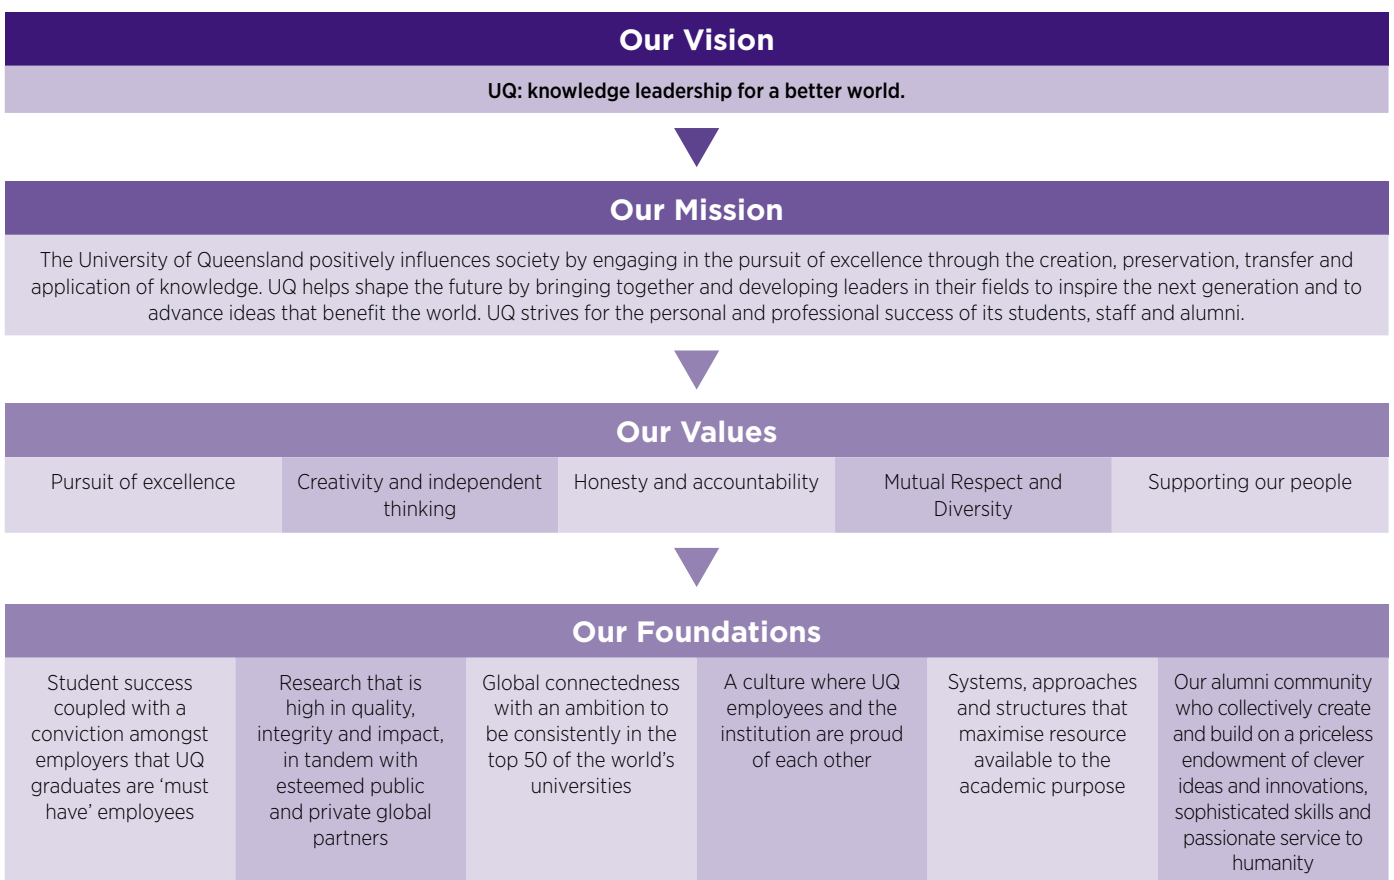 Our Vision
UQ: knowledge leadership for a better world.
Our Mission
The University of Queensland positively influences society by engaging in the pursuit of excellence through the creation, preservation, transfer and
application of knowledge. UQ helps shape the future by bringing together and developing leaders in their fields to inspire the next generation and to
advance ideas that benefit the world. UQ strives for the personal and professional success of its students, staff and alumni.
Our Values
Pursuit of excellence
Creativity and independent
thinking
Honesty and accountability
Mutual Respect and
Diversity
Supporting our people
Our Foundations
Student success
coupled with a
conviction amongst
employers that UQ
graduates are ‘must
have’ employees
Research that is
high in quality,
integrity and impact,
in tandem with
esteemed public
and private global
partners
Global connectedness
with an ambition to
be consistently in the
top 50 of the world’s
universities
A culture where UQ
employees and the
institution are proud
of each other
Systems, approaches
and structures that
maximise resource
available to the
academic purpose
Our alumni community
who collectively create
and build on a priceless
endowment of clever
ideas and innovations,
sophisticated skills and
passionate service to
humanity